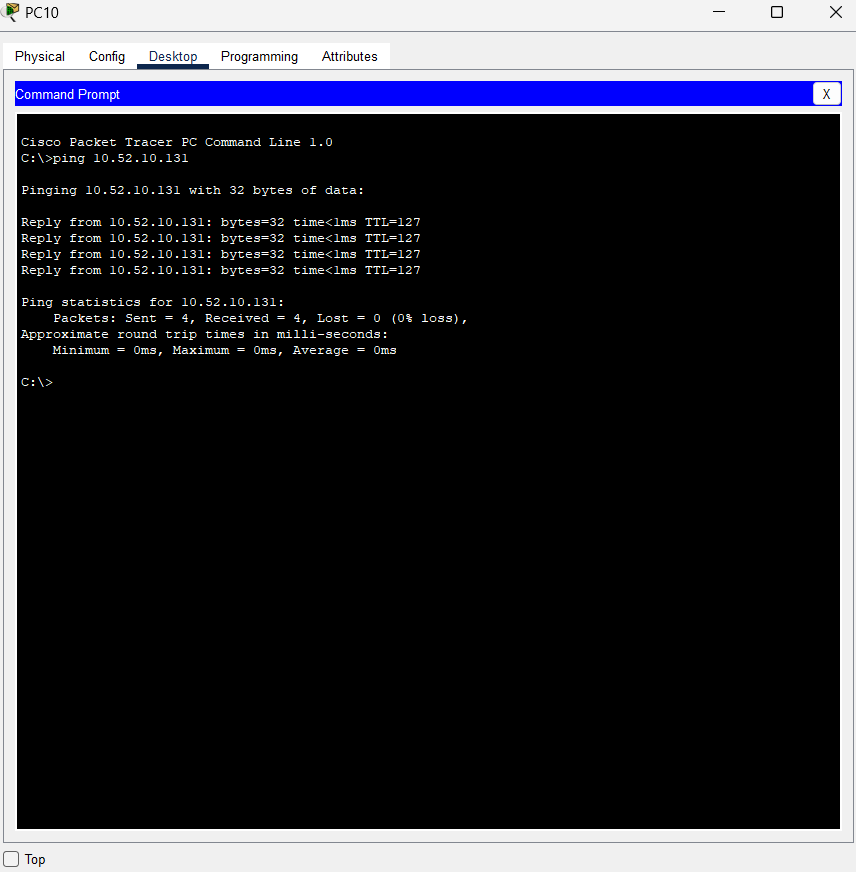 PC10
Physical Config Desktop Programming Attributes
Command Prompt X
Cisco Packet Tracer PC Command Line 1.0
C:\>ping 10.52.10.131
Pinging 10.52.10.131 with 32 bytes of data:
Reply from 10.52.10.131: bytes=32 time<1ms TTL=127
Reply from 10.52.10.131: bytes=32 time<1ms TTL=127
Reply from 10.52.10.131: bytes=32 time<1ms TTL=127
Reply from 10.52.10.131: bytes=32 time<1ms TTL=127
Ping statistics for 10.52.10.131:
    Packets: Sent = 4, Received = 4, Lost = 0 (0% loss),
Approximate round trip times in milli-seconds:
    Minimum = 0ms, Maximum = 0ms, Average = 0ms
C:\>
Top